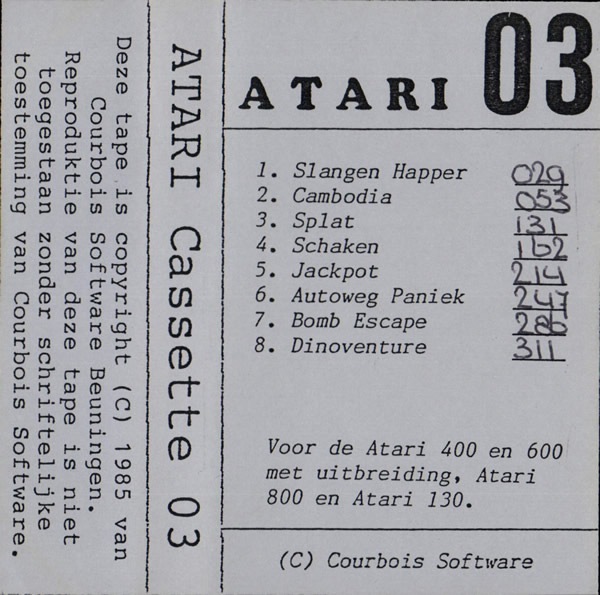 Deze tape is copyright (C) 1985 van
Courbois Software Beuningen.
Reproduktie van deze tape is niet
toegestaan zonder schriftelijke
toestemming van Courbois Software.
ATARI Cassette 03
ATARI 03
1. Slangen Happer 029
2. Cambodia 053
3. Splat 131
4. Schaken 162
5. Jackpot 214
6. Autoweg Paniek 247
7. Bomb Escape 286
8. Dinoventure 311
Voor de Atari 400 en 600
met uitbreiding, Atari
800 en Atari 130.
(C) Courbois Software